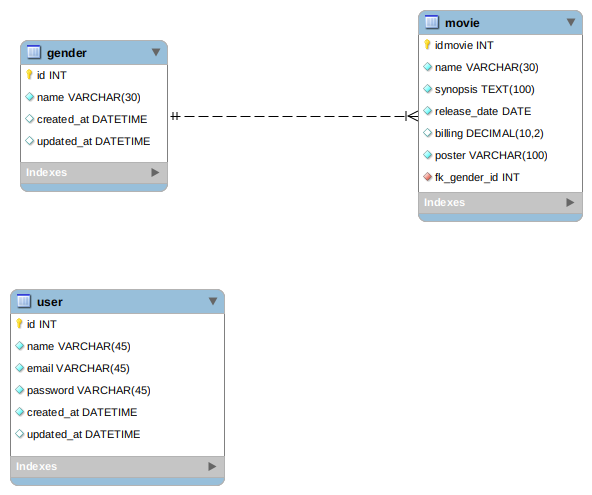 gender
id INT
name VARCHAR(30)
created_at DATETIME
updated_at DATETIME
Indexes
movie
idmovie INT
name VARCHAR(30)
synopsis TEXT(100)
release_date DATE
billing DECIMAL(10,2)
poster VARCHAR(100)
fk_gender_id INT
Indexes
user
id INT
name VARCHAR(45)
email VARCHAR(45)
password VARCHAR(45)
created_at DATETIME
updated_at DATETIME
Indexes